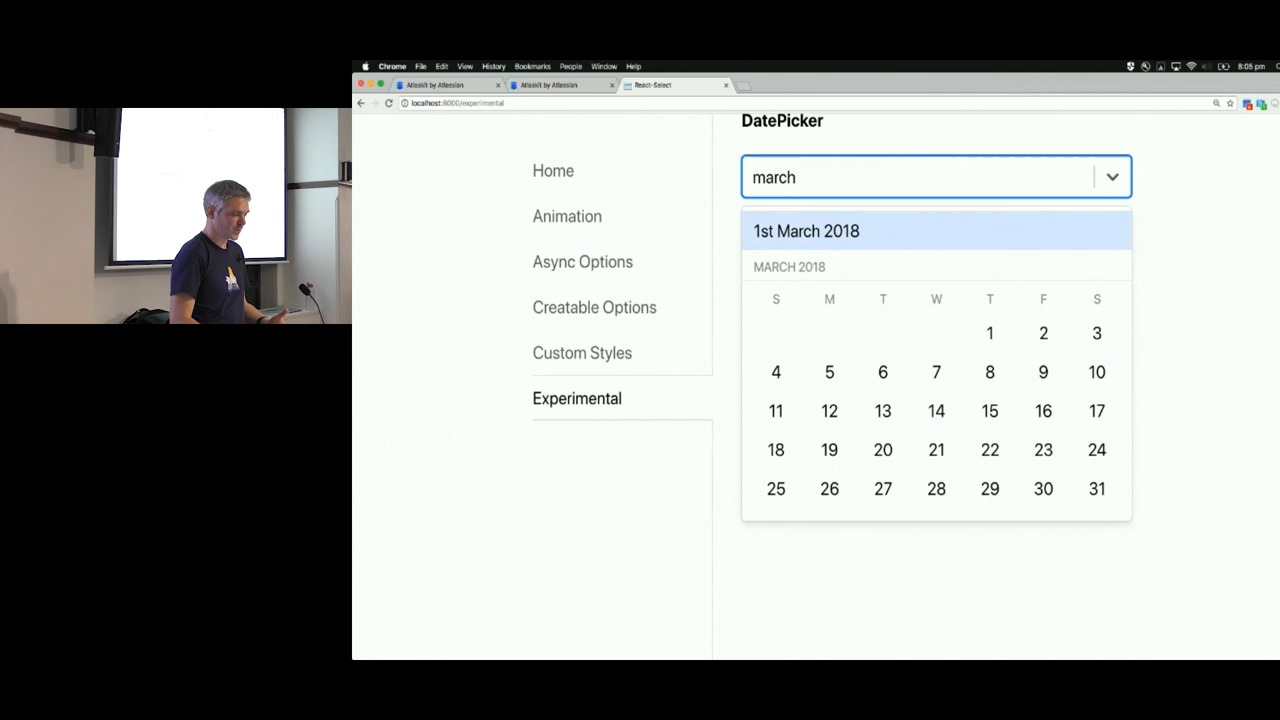 Chrome File Edit View History Bookmarks People Window Help 8:05 pm
Atlaskit by Atlassian Atlaskit by Atlassian React-Select
localhost:8000/experimental
DatePicker
Home
march
Animation
1st March 2018
Async Options
MARCH 2018
Creatable Options
S M T W T F S
1 2 3
Custom Styles
4 5 6 7 8 9 10
Experimental
11 12 13 14 15 16 17
18 19 20 21 22 23 24
25 26 27 28 29 30 31